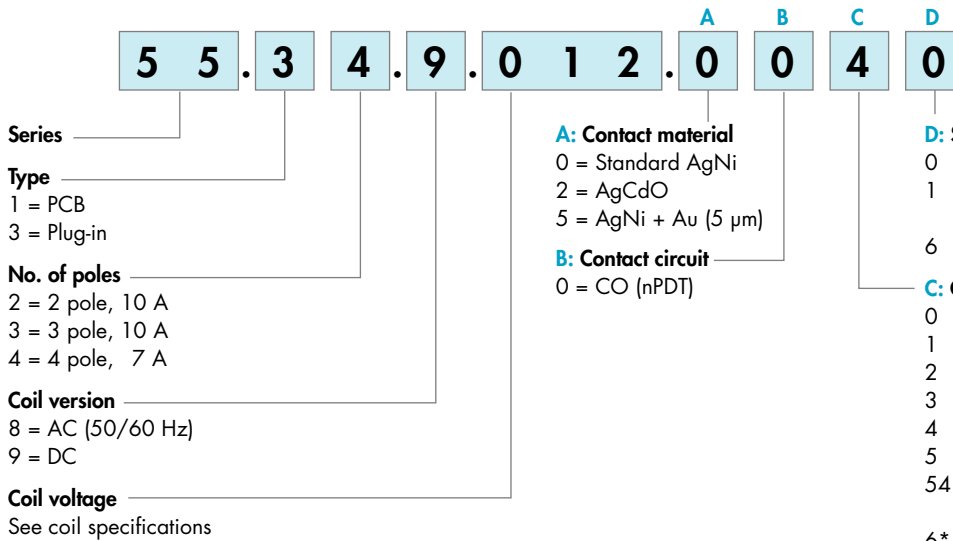 A B C D
5 5 . 3 4 . 9 . 0 1 2 . 0 0 4 0
Series
Type
1 = PCB
3 = Plug-in
No. of poles
2 = 2 pole, 10 A
3 = 3 pole, 10 A
4 = 4 pole, 7 A
Coil version
8 = AC (50/60 Hz)
9 = DC
Coil voltage
See coil specifications
A: Contact material
0 = Standard AgNi
2 = AgCdO
5 = AgNi + Au (5 µm)
B: Contact circuit
0 = CO (nPDT)
D:
0
1
6
C:
0
1
2
3
4
5
54
6*